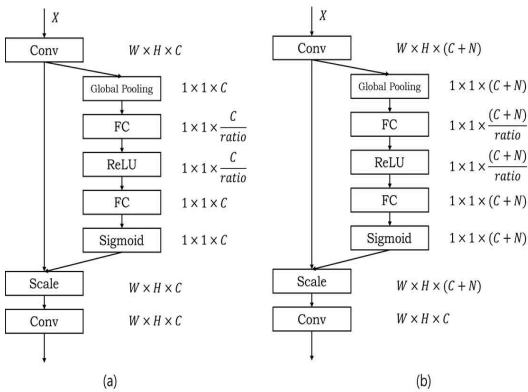 X
Conv
W × H × C
Global Pooling
1 × 1 × C
FC
1 × 1 × C/ratio
ReLU
1 × 1 × C/ratio
FC
1 × 1 × C
Sigmoid
1 × 1 × C
Scale
W × H × C
Conv
W × H × C
(a)
X
Conv
W × H × (C + N)
Global Pooling
1 × 1 × (C + N)
FC
1 × 1 × (C + N)/ratio
ReLU
1 × 1 × (C + N)/ratio
FC
1 × 1 × (C + N)
Sigmoid
1 × 1 × (C + N)
Scale
W × H × (C + N)
Conv
W × H × C
(b)